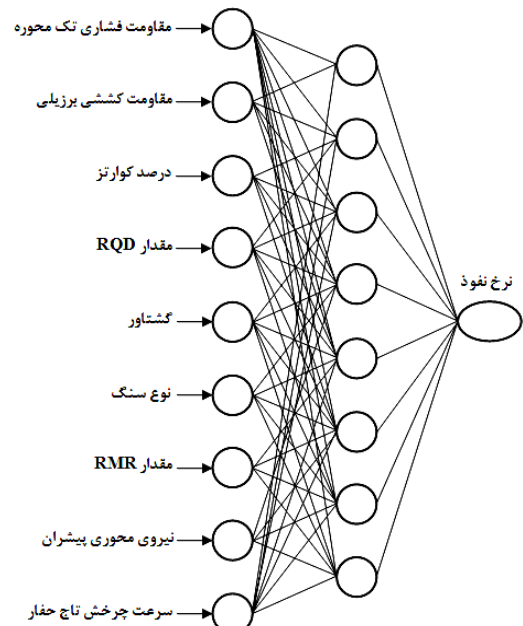 مقاومت فشاری تک محوره
مقاومت کششی برزیلی
درصد کوارتز
مقدار RQD
گشتاور
نوع سنگ
مقدار RMR
نیروی محوری پیشران
سرعت چرخش تاج حفار
نرخ نفوذ